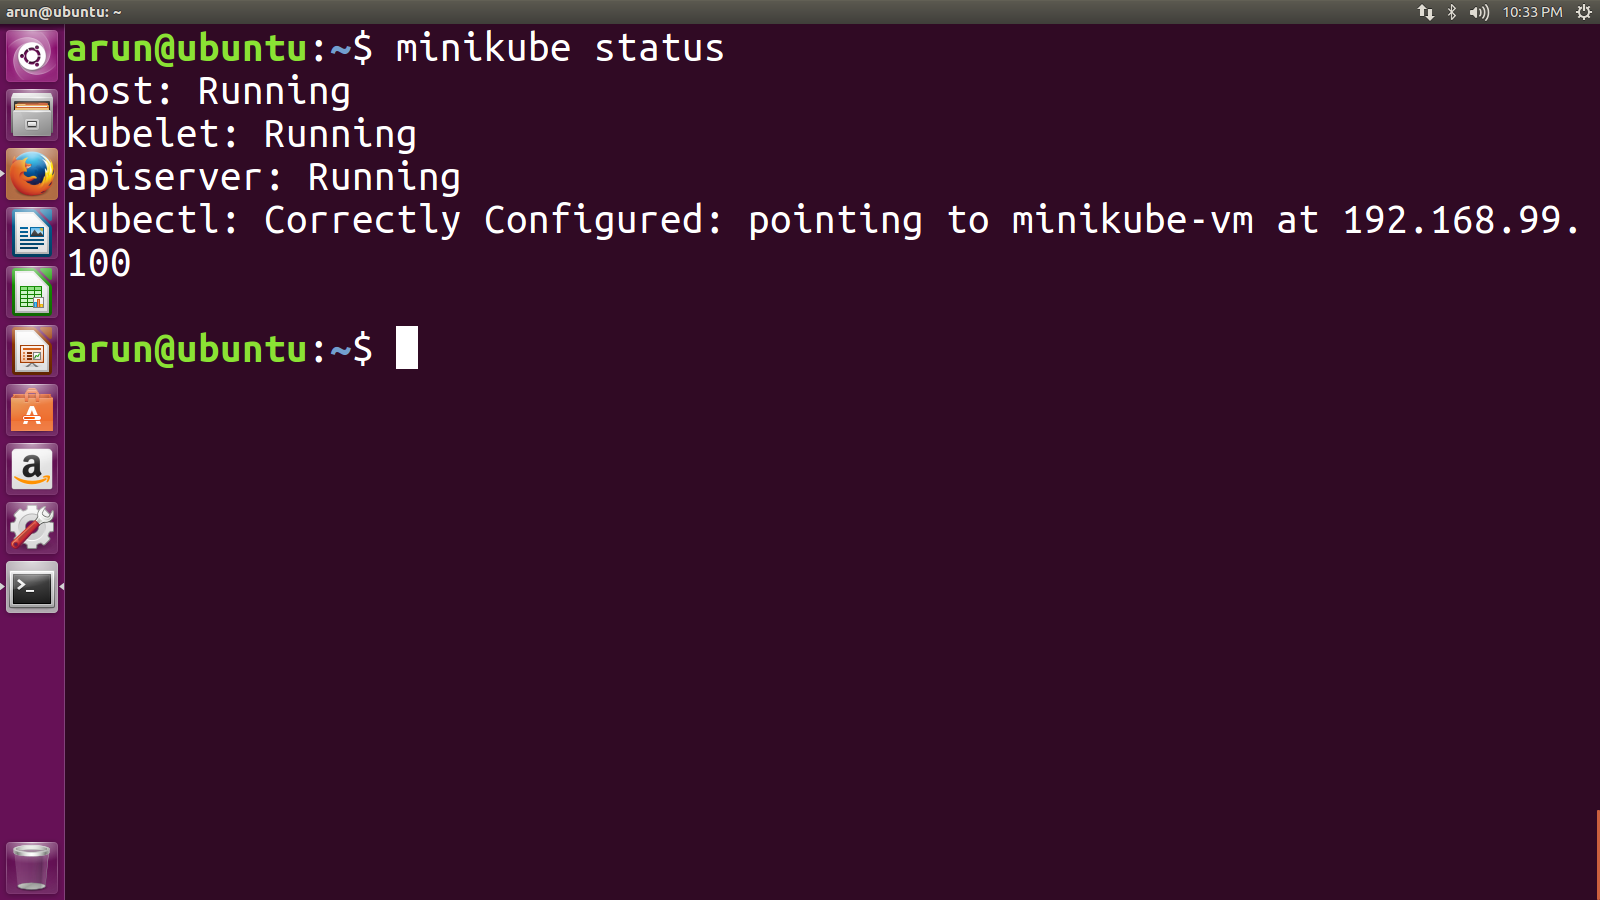 arun@ubuntu: ~
10:33 PM
arun@ubuntu:~$ minikube status
host: Running
kubelet: Running
apiserver: Running
kubectl: Correctly Configured: pointing to minikube-vm at 192.168.99.
100
arun@ubuntu:~$